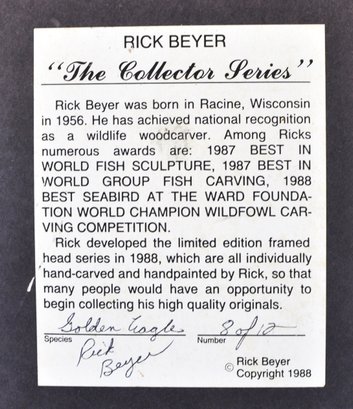 RICK BEYER
"The Collector Series"
Rick Beyer was born in Racine, Wisconsin
in 1956. He has achieved national recognition
as a wildlife woodcarver. Among Ricks
numerous awards are: 1987 BEST IN
WORLD FISH SCULPTURE, 1987 BEST IN
WORLD GROUP FISH CARVING, 1988
BEST SEABIRD AT THE WARD FOUNDA-
TION WORLD CHAMPION WILDFOWL CAR-
VING COMPETITION.
Rick developed the limited edition framed
head series in 1988, which are all individually
hand-carved and handpainted by Rick, so that
many people would have an opportunity to
begin collecting his high quality originals.
Golden Eagle 8 of 12
Species Number
Rick
Beyer
© Rick Beyer
Copyright 1988